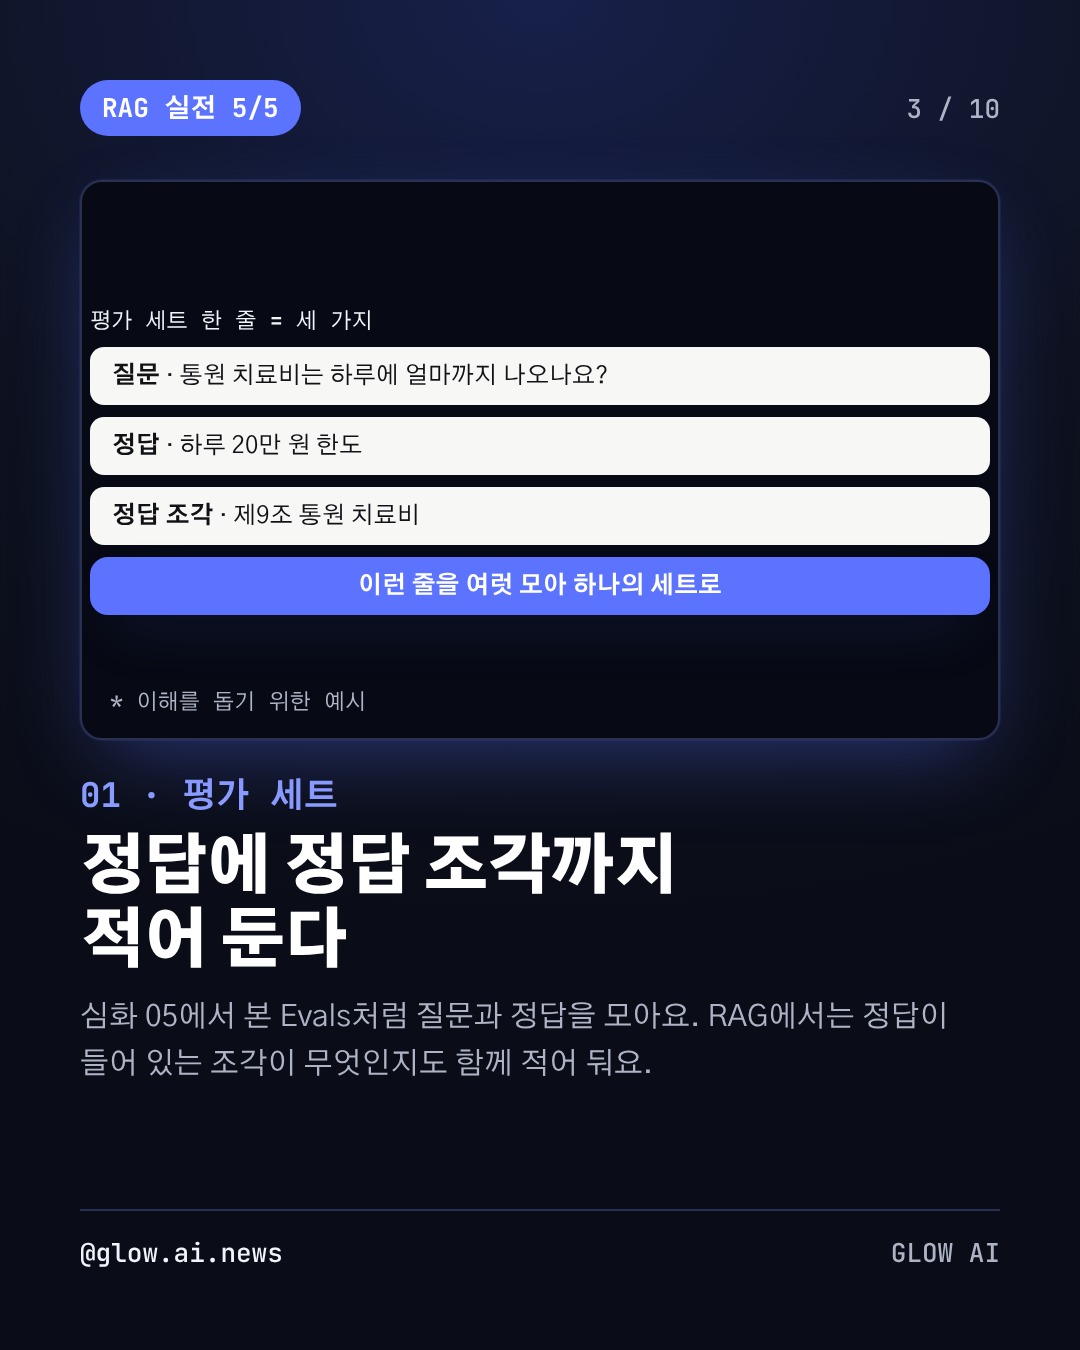 RAG 실전 5/5
3 / 10
평가 세트 한 줄 = 세 가지
질문 · 통원 치료비는 하루에 얼마까지 나오나요?
정답 · 하루 20만 원 한도
정답 조각 · 제9조 통원 치료비
이런 줄을 여럿 모아 하나의 세트로
* 이해를 돕기 위한 예시
01 · 평가 세트
정답에 정답 조각까지
적어 둔다
심화 05에서 본 Evals처럼 질문과 정답을 모아요. RAG에서는 정답이
들어 있는 조각이 무엇인지도 함께 적어 둬요.
@glow.ai.news
GLOW AI